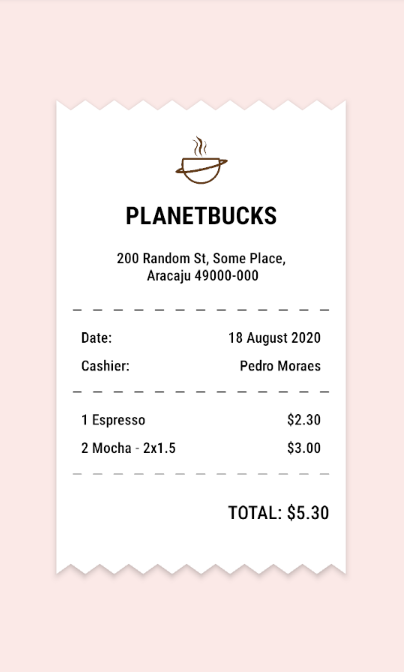 PLANETBUCKS
200 Random St, Some Place,
Aracaju 49000-000
Date: 18 August 2020
Cashier: Pedro Moraes
1 Espresso $2.30
2 Mocha - 2x1.5 $3.00
TOTAL: $5.30